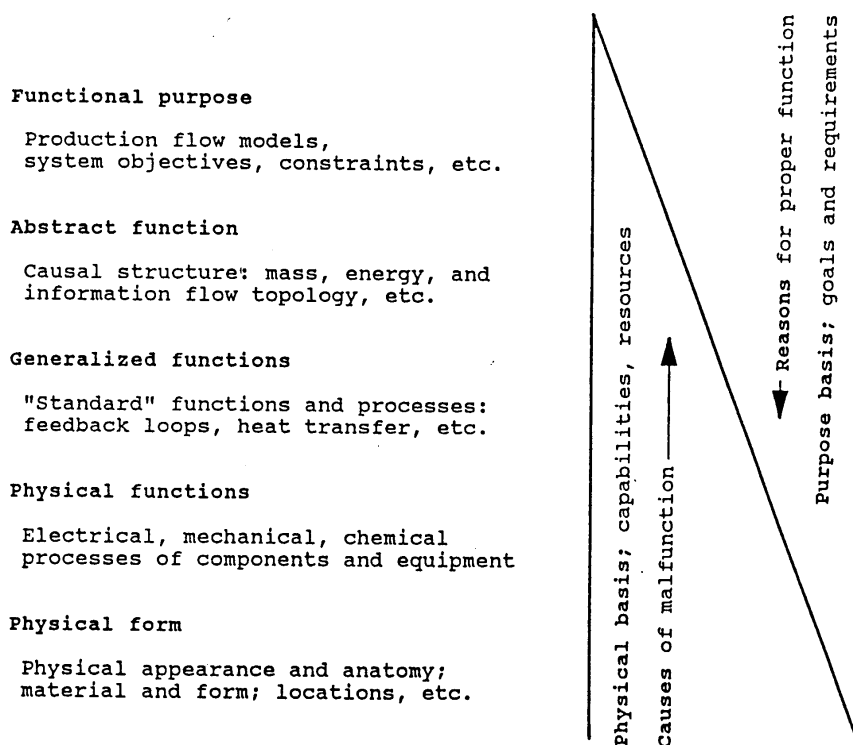 Functional purpose
Production flow models,
system objectives, constraints, etc.
Abstract function
Causal structure: mass, energy, and
information flow topology, etc.
Generalized functions
"Standard" functions and processes:
feedback loops, heat transfer, etc.
Physical functions
Electrical, mechanical, chemical
processes of components and equipment
Physical form
Physical appearance and anatomy;
material and form; locations, etc.
Physical basis; capabilities, resources
Causes of malfunction
Reasons for proper function
Purpose basis; goals and requirements